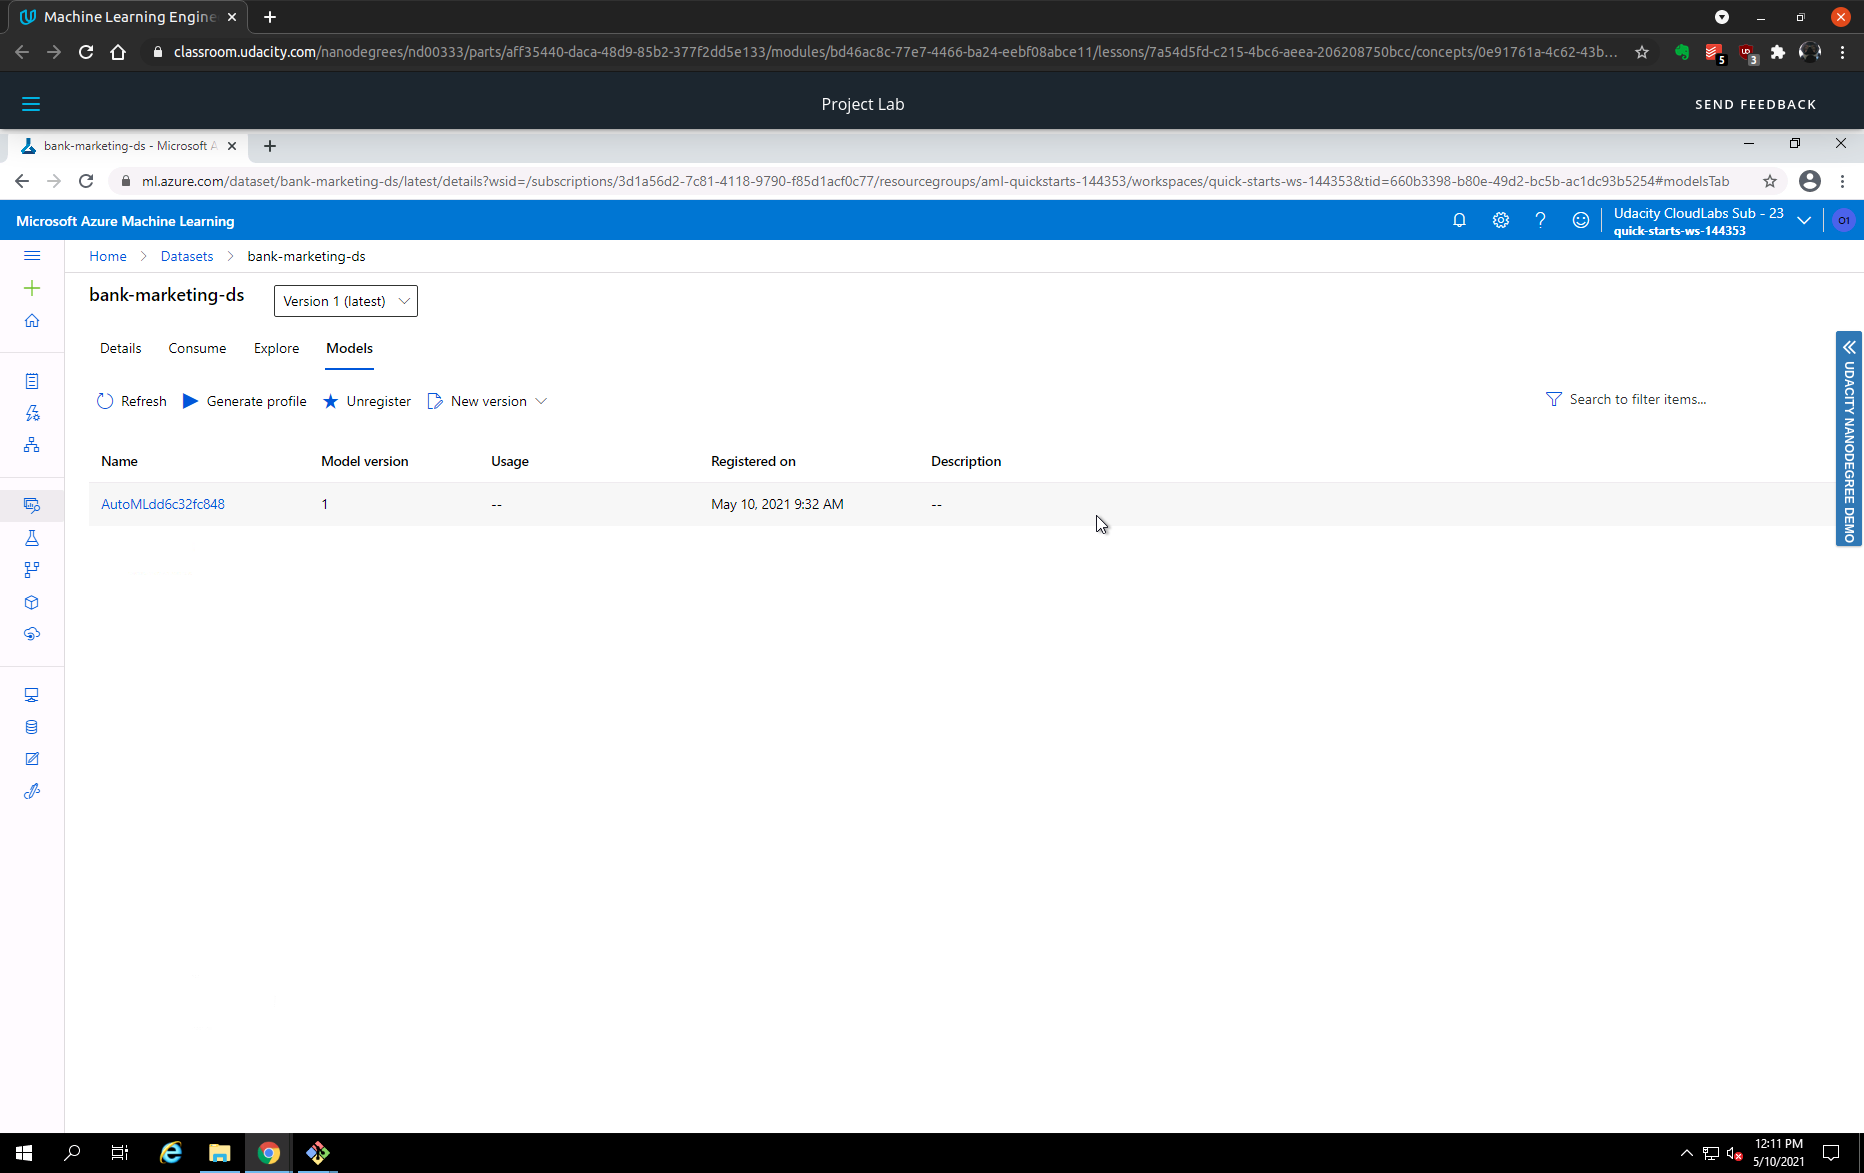 Machine Learning Engine
classroom.udacity.com/nanodegrees/nd00333/parts/aff35440-daca-48d9-85b2-377f2dd5e133/modules/bd46ac8c-77e7-4466-ba24-eebf08abce11/lessons/7a54d5fd-c215-4bc6-aeea-206208750bcc/concepts/0e91761a-4c62-43b...
5
3
Project Lab
SEND FEEDBACK
bank-marketing-ds - Microsoft A
ml.azure.com/dataset/bank-marketing-ds/latest/details?wsid=/subscriptions/3d1a56d2-7c81-4118-9790-f85d1acf0c77/resourcegroups/aml-quickstarts-144353/workspaces/quick-starts-ws-144353&tid=660b3398-b80e-49d2-bc5b-ac1dc93b5254#modelsTab
Microsoft Azure Machine Learning
Udacity CloudLabs Sub - 23
quick-starts-ws-144353
O1
Home > Datasets > bank-marketing-ds
bank-marketing-ds
Version 1 (latest)
Details Consume Explore Models
Refresh Generate profile Unregister New version
Search to filter items...
UDACITY NANODEGREE DEMO
Name Model version Usage Registered on Description
AutoMLdd6c32fc848 1 -- May 10, 2021 9:32 AM --
12:11 PM
5/10/2021